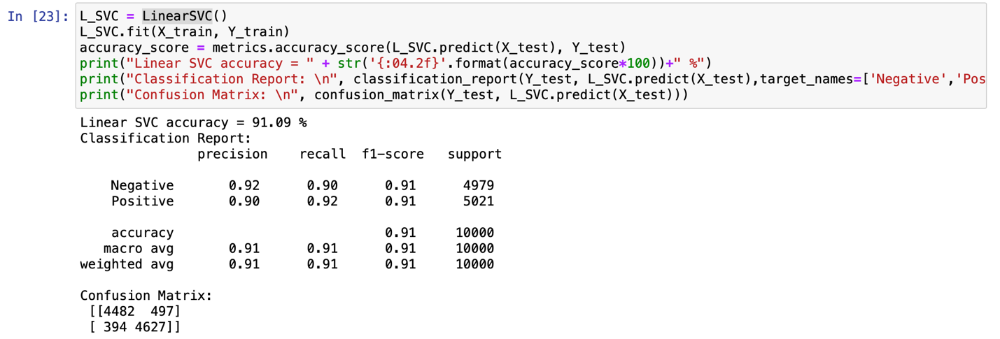 In [23]: L_SVC = LinearSVC()
L_SVC.fit(X_train, Y_train)
accuracy_score = metrics.accuracy_score(L_SVC.predict(X_test), Y_test)
print("Linear SVC accuracy = " + str('{:04.2f}'.format(accuracy_score*100))+" %")
print("Classification Report: \n", classification_report(Y_test, L_SVC.predict(X_test),target_names=['Negative','Pos
print("Confusion Matrix: \n", confusion_matrix(Y_test, L_SVC.predict(X_test)))
Linear SVC accuracy = 91.09 %
Classification Report:
precision recall f1-score support
Negative 0.92 0.90 0.91 4979
Positive 0.90 0.92 0.91 5021
accuracy 0.91 10000
macro avg 0.91 0.91 0.91 10000
weighted avg 0.91 0.91 0.91 10000
Confusion Matrix:
[[4482 497]
[ 394 4627]]